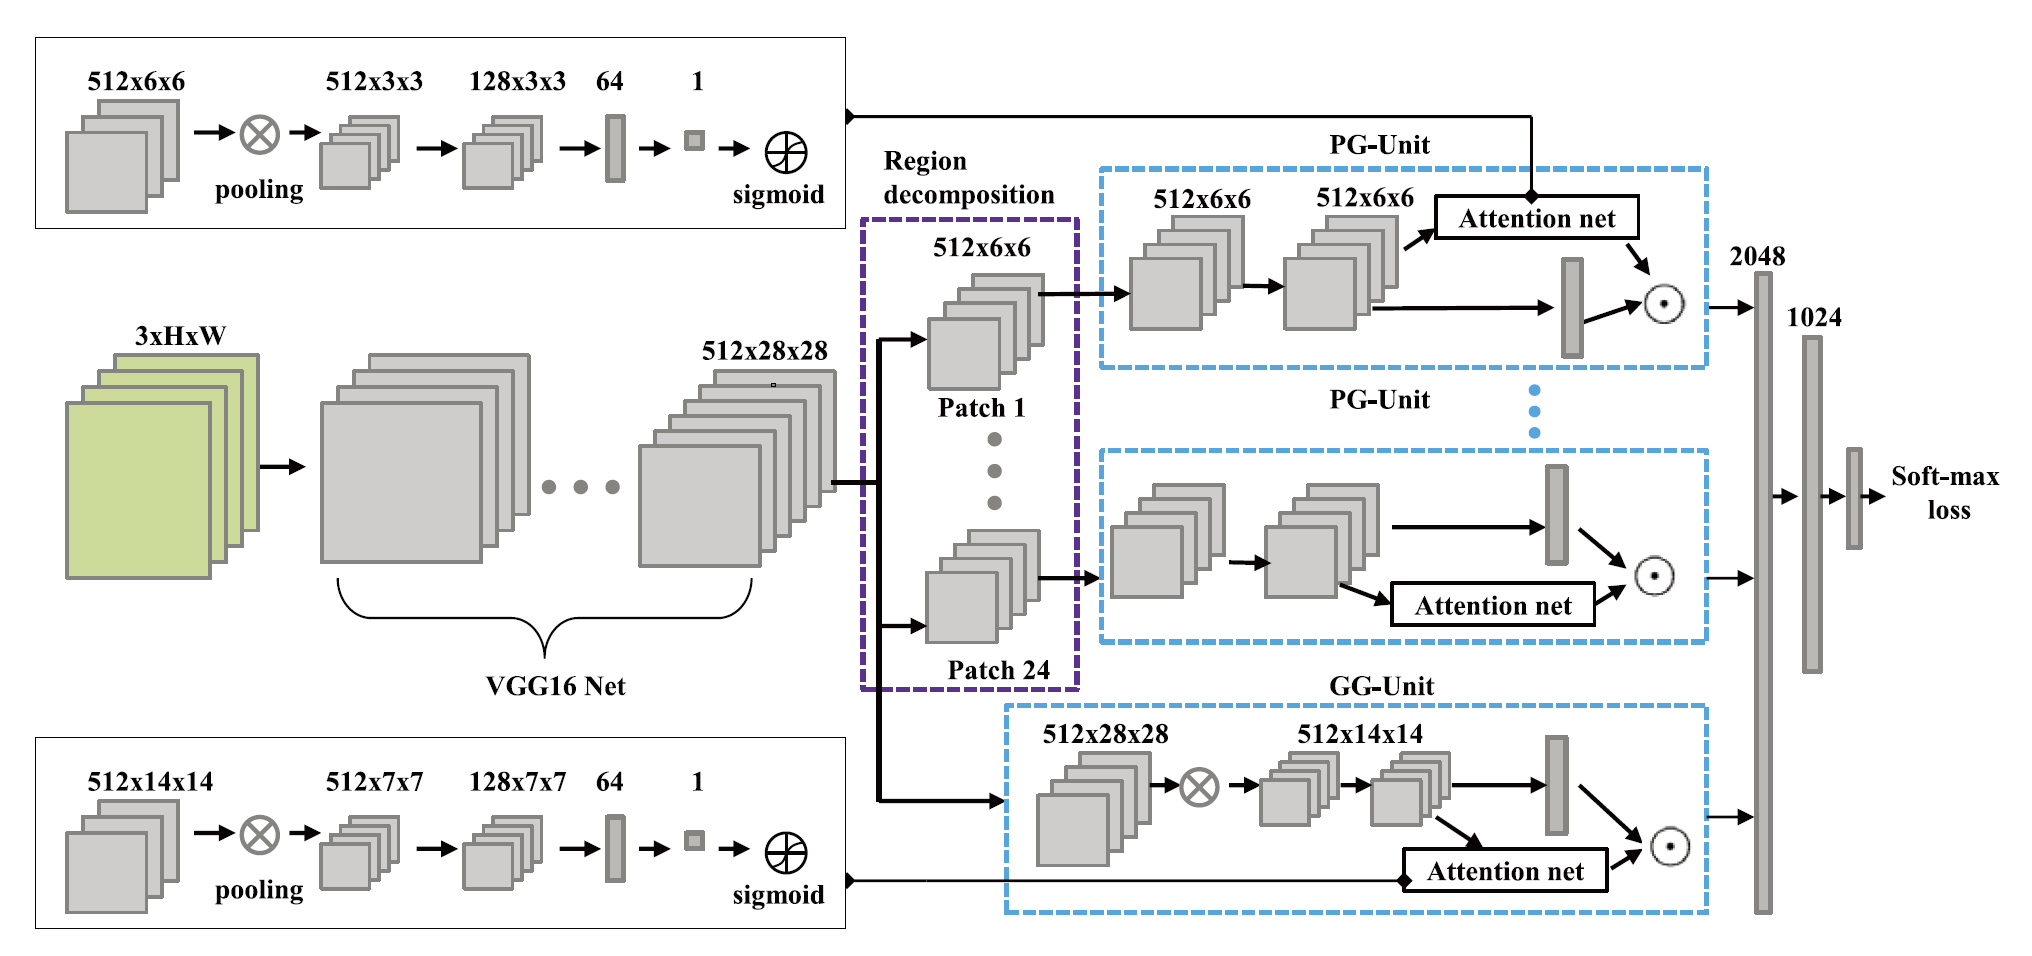 512x6x6
512x3x3
128x3x3
64
1
pooling
sigmoid
Region
decomposition
512x6x6
Patch 1
Patch 24
PG-Unit
512x6x6
512x6x6
Attention net
PG-Unit
Attention net
3xHxW
512x28x28
VGG16 Net
GG-Unit
512x28x28
512x14x14
Attention net
512x14x14
512x7x7
128x7x7
64
1
pooling
sigmoid
2048
1024
Soft-max
loss